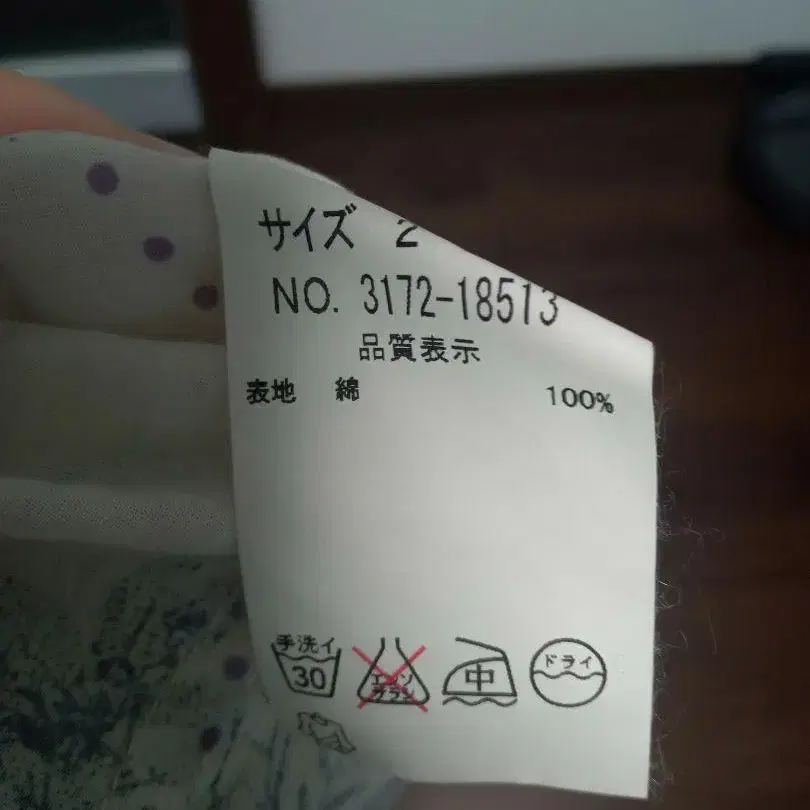 サイズ 2
NO. 3172-18513
品質表示
表地 綿 100%
手洗イ 30 エンソサラシ 中 ドライ